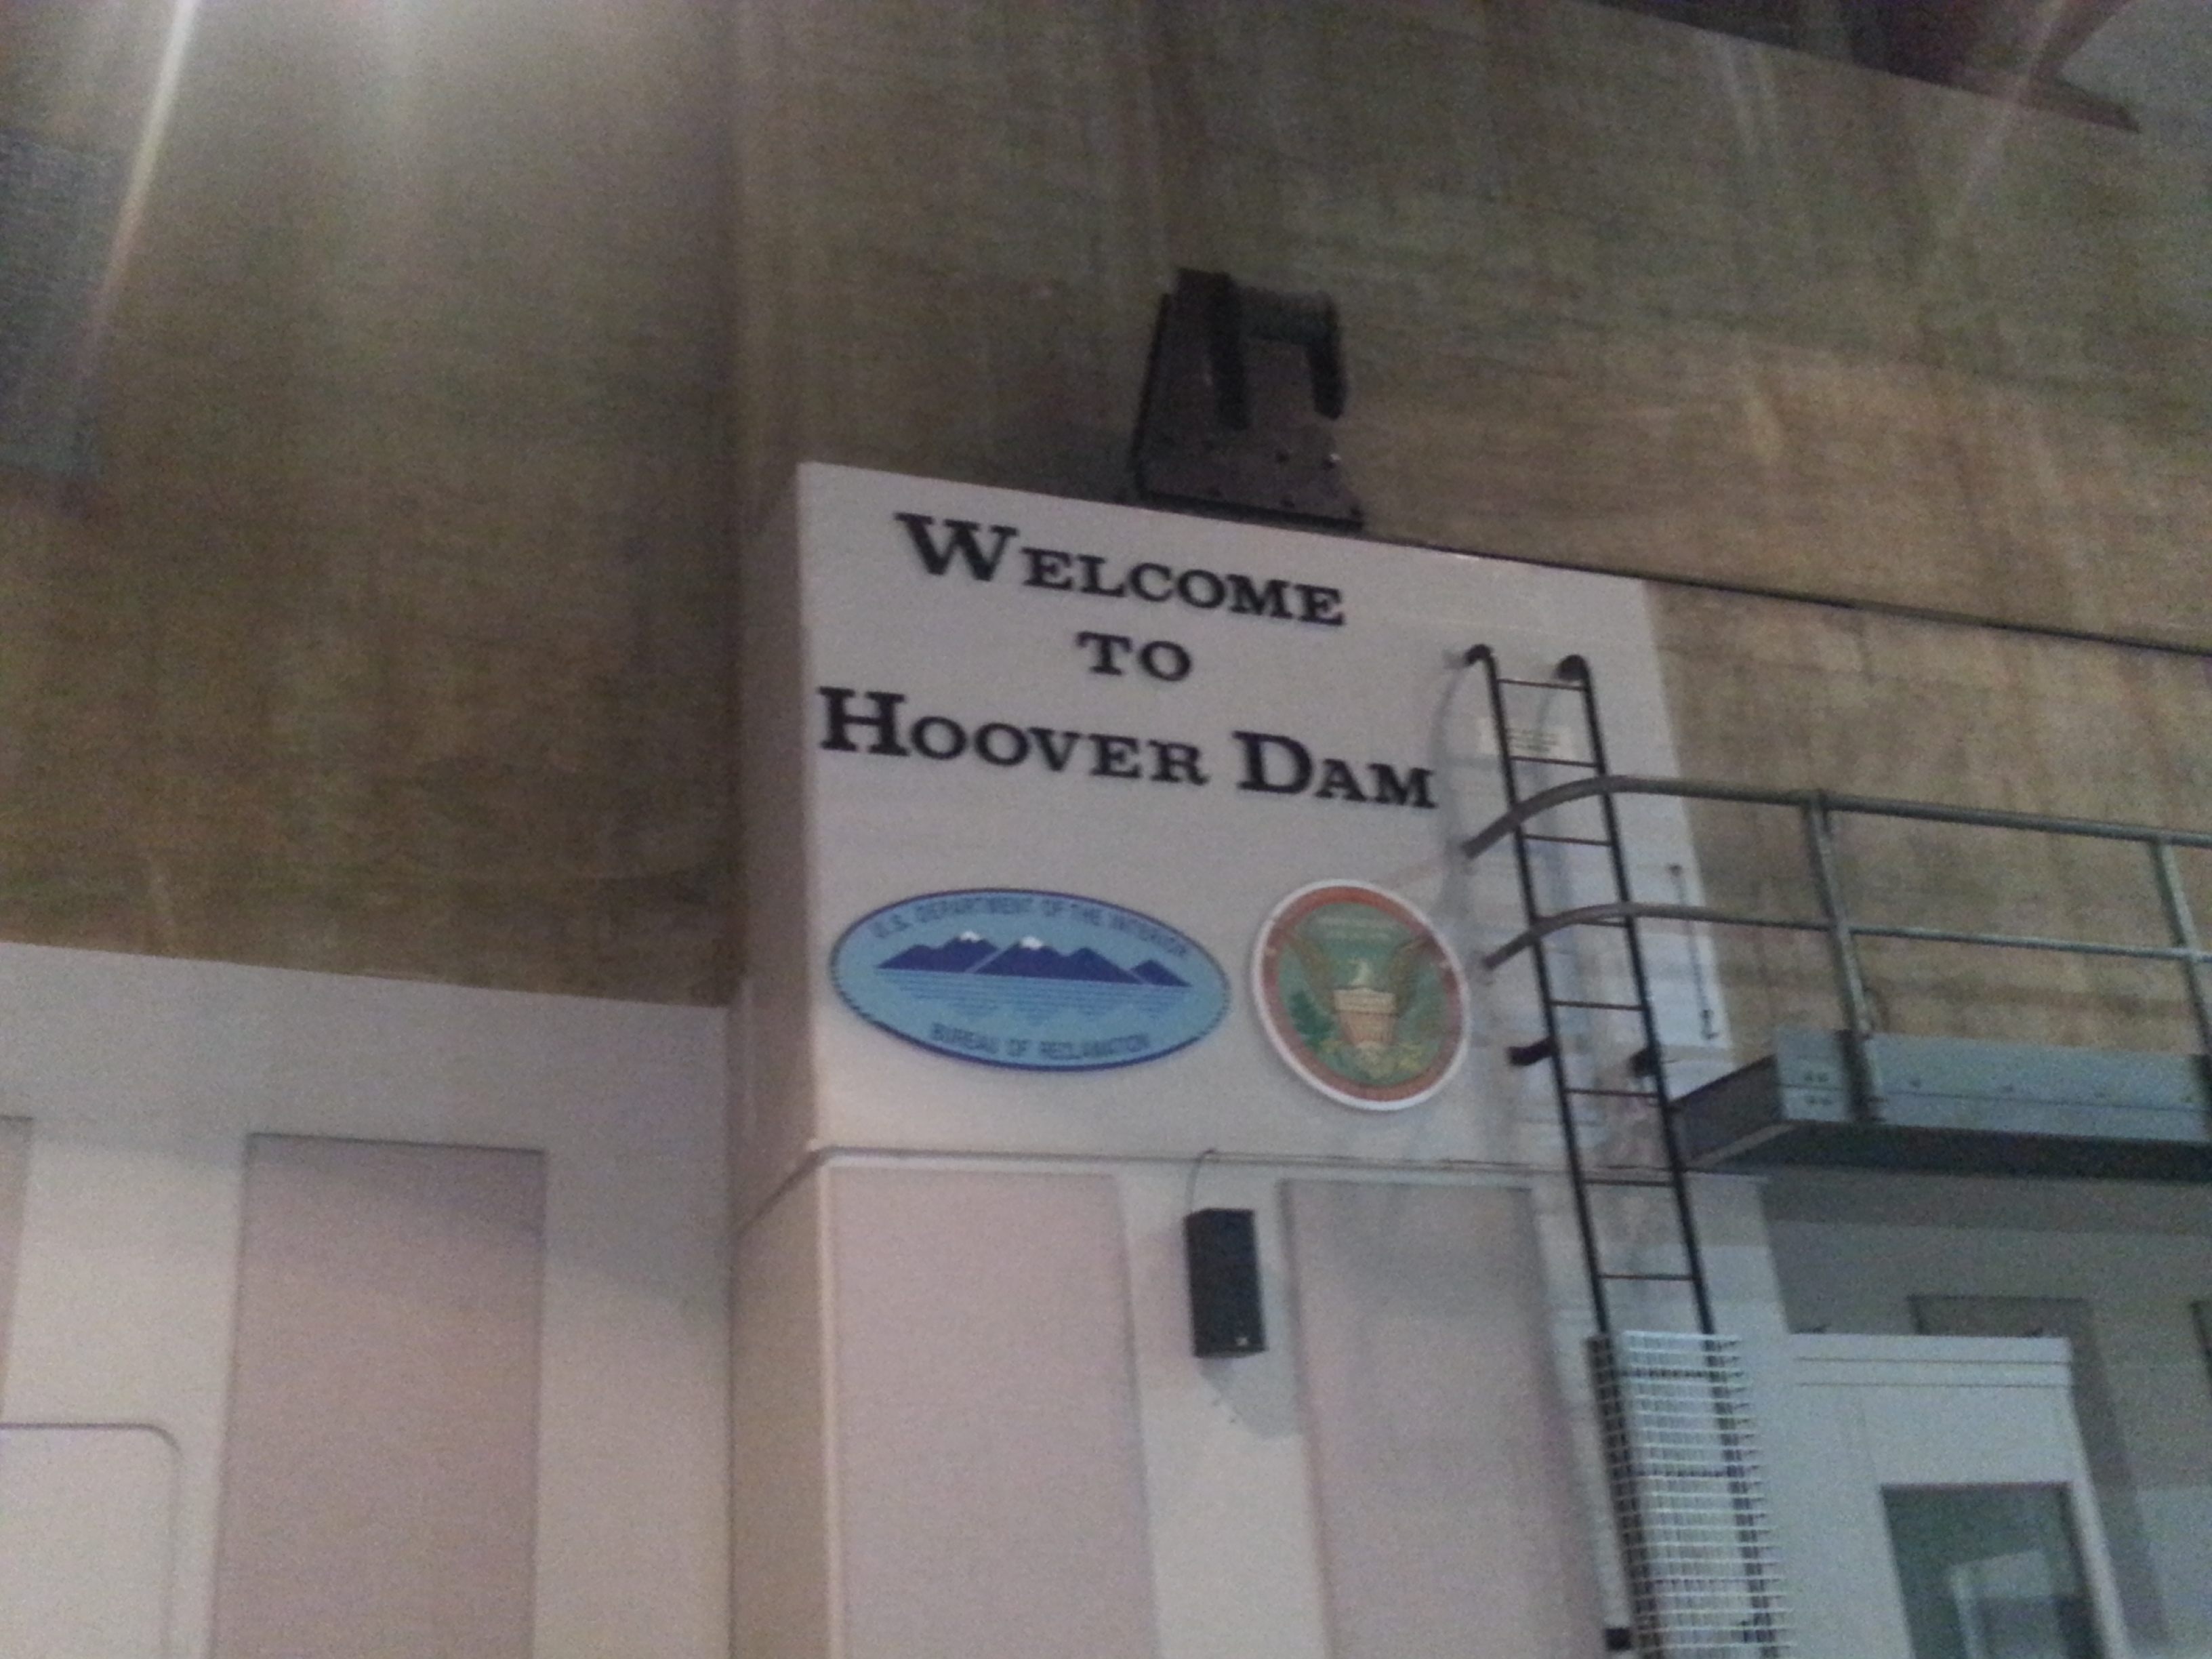 WELCOME
TO
HOOVER DAM
U.S. DEPARTMENT OF THE INTERIOR
BUREAU OF RECLAMATION